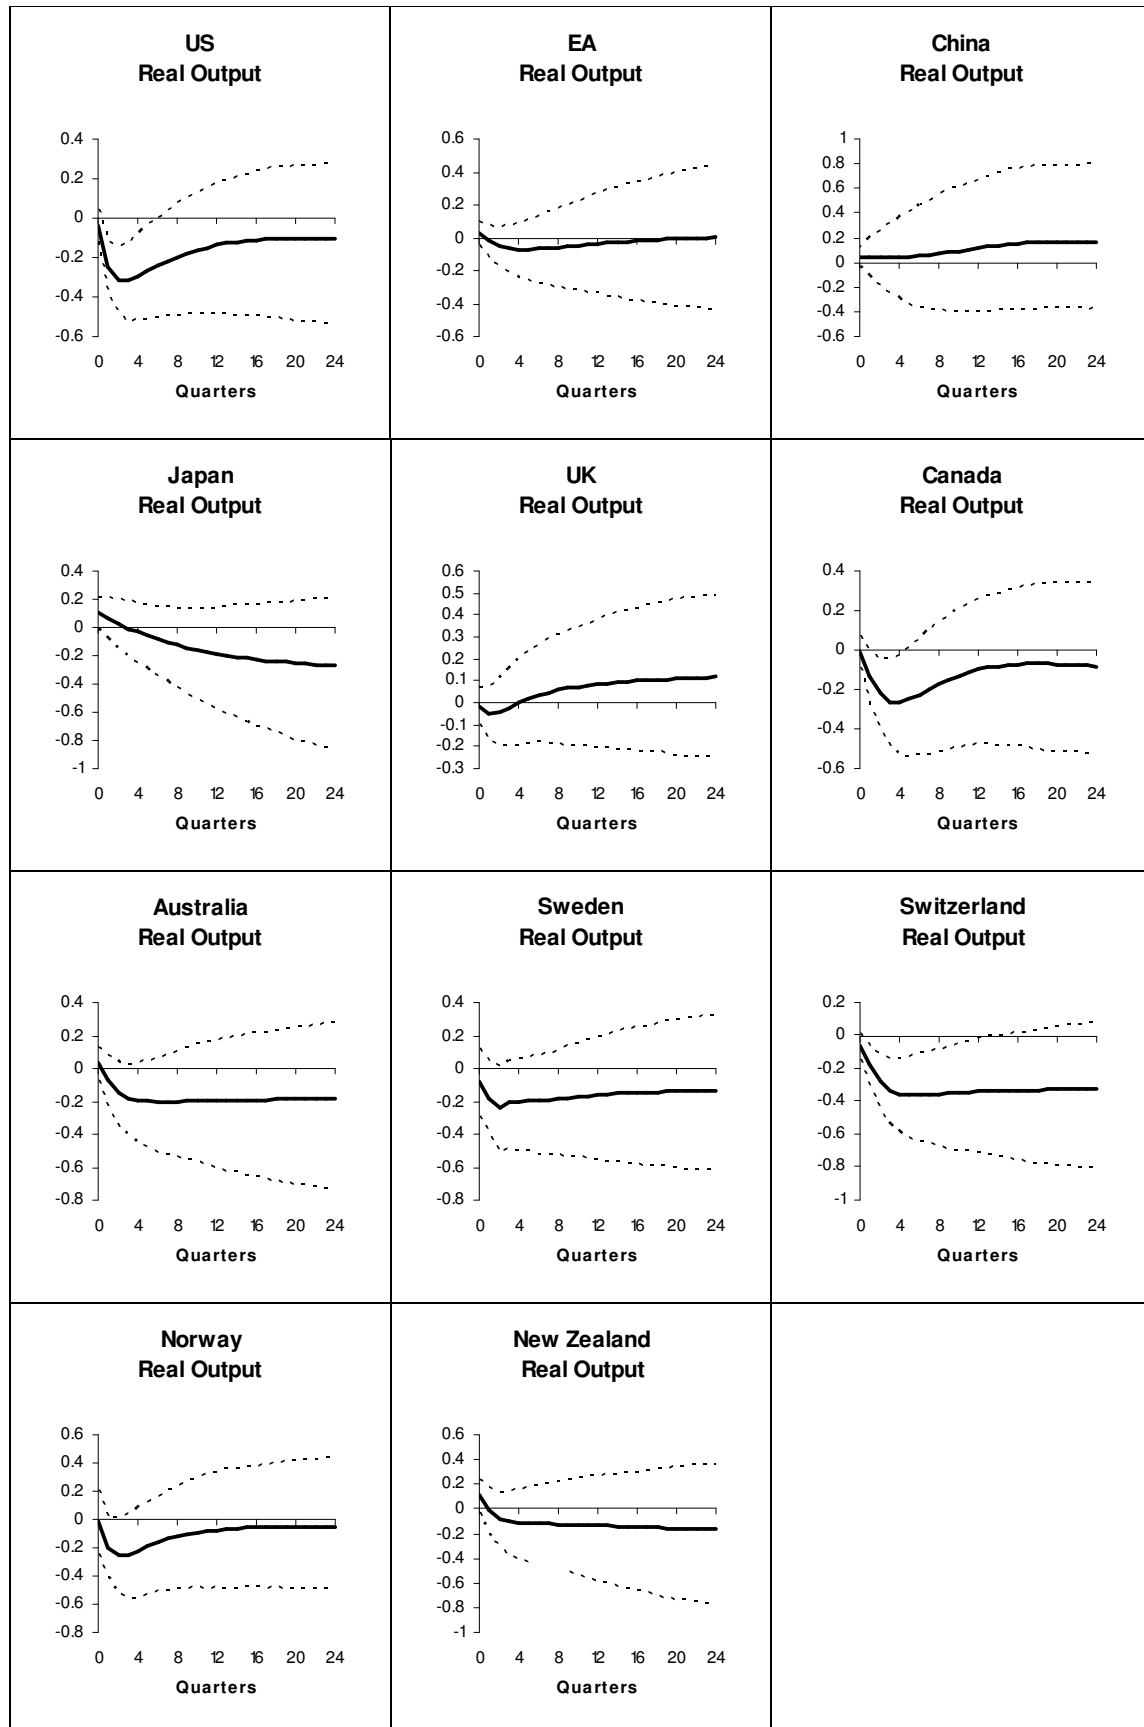 US
Real Output
0.4
0.2
0
-0.2
-0.4
-0.6
0 4 8 12 16 20 24
Quarters
EA
Real Output
0.6
0.4
0.2
0
-0.2
-0.4
-0.6
0 4 8 12 16 20 24
Quarters
China
Real Output
1
0.8
0.6
0.4
0.2
0
-0.2
-0.4
-0.6
0 4 8 12 16 20 24
Quarters
Japan
Real Output
0.4
0.2
0
-0.2
-0.4
-0.6
-0.8
-1
0 4 8 12 16 20 24
Quarters
UK
Real Output
0.6
0.5
0.4
0.3
0.2
0.1
0
-0.1
-0.2
-0.3
0 4 8 12 16 20 24
Quarters
Canada
Real Output
0.4
0.2
0
-0.2
-0.4
-0.6
0 4 8 12 16 20 24
Quarters
Australia
Real Output
0.4
0.2
0
-0.2
-0.4
-0.6
-0.8
0 4 8 12 16 20 24
Quarters
Sweden
Real Output
0.4
0.2
0
-0.2
-0.4
-0.6
-0.8
0 4 8 12 16 20 24
Quarters
Switzerland
Real Output
0.2
0
-0.2
-0.4
-0.6
-0.8
-1
0 4 8 12 16 20 24
Quarters
Norway
Real Output
0.6
0.4
0.2
0
-0.2
-0.4
-0.6
-0.8
0 4 8 12 16 20 24
Quarters
New Zealand
Real Output
0.6
0.4
0.2
0
-0.2
-0.4
-0.6
-0.8
-1
0 4 8 12 16 20 24
Quarters